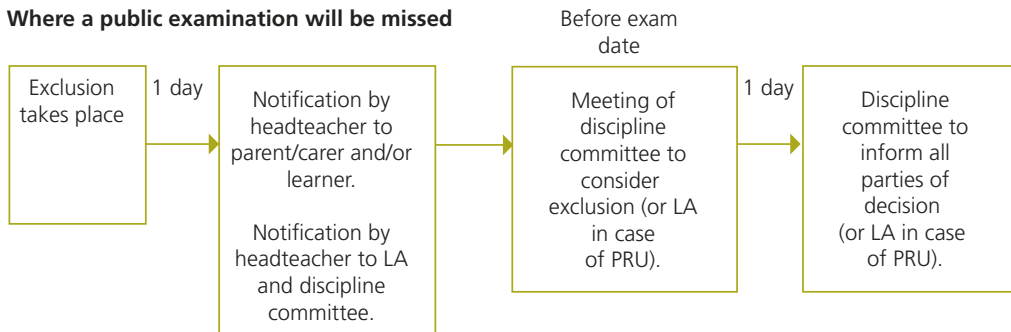 Where a public examination will be missed
Before exam
date
Exclusion
takes place
1 day
Notification by
headteacher to
parent/carer and/or
learner.
Notification by
headteacher to LA
and discipline
committee.
Meeting of
discipline
committee to
consider
exclusion (or LA
in case
of PRU).
1 day
Discipline
committee to
inform all
parties of
decision
(or LA in case
of PRU).